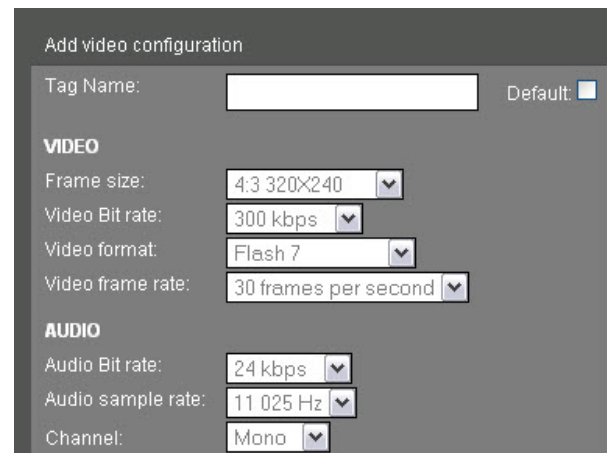 Add video configuration
Tag Name: Default:
VIDEO
Frame size: 4:3 320X240
Video Bit rate: 300 kbps
Video format: Flash 7
Video frame rate: 30 frames per second
AUDIO
Audio Bit rate: 24 kbps
Audio sample rate: 11 025 Hz
Channel: Mono